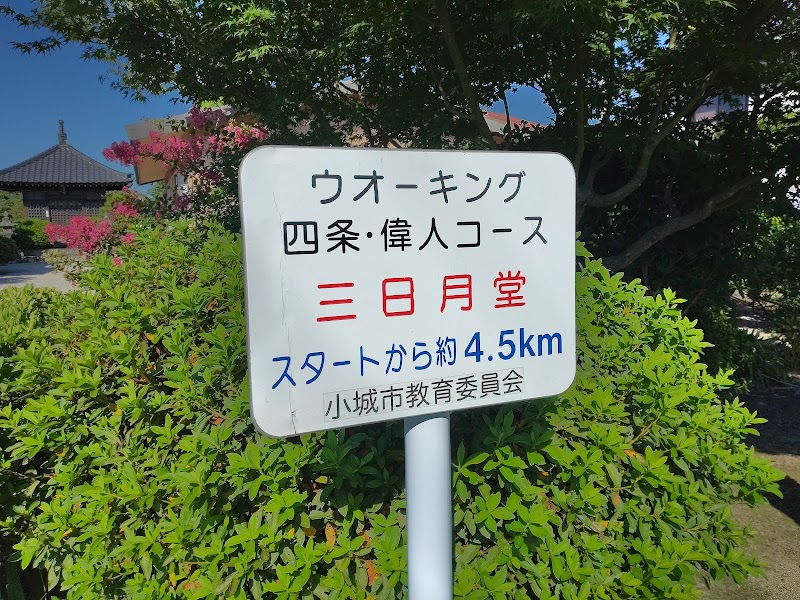 ウオーキング
四条・偉人コース
三日月堂
スタートから約4.5km
小城市教育委員会